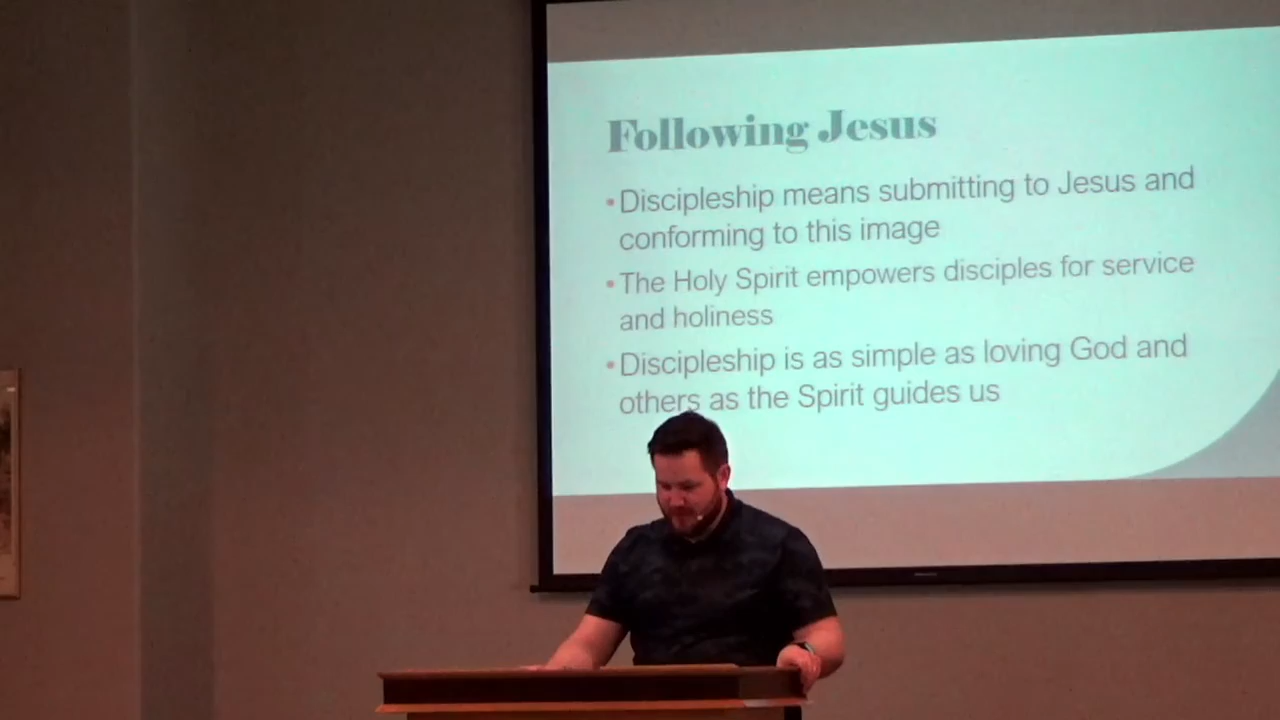 Following Jesus
•Discipleship means submitting to Jesus and
conforming to this image
•The Holy Spirit empowers disciples for service
and holiness
•Discipleship is as simple as loving God and
others as the Spirit guides us